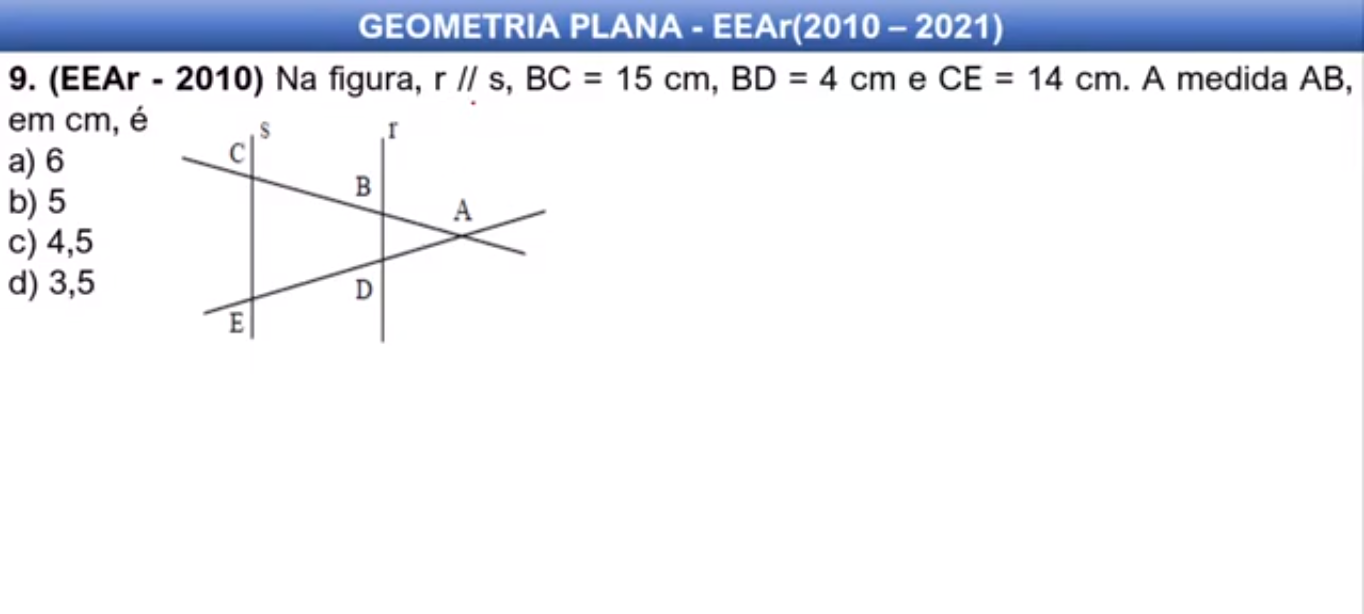 GEOMETRIA PLANA - EEAr(2010 – 2021)
9. (EEAr - 2010) Na figura, r // s, BC = 15 cm, BD = 4 cm e CE = 14 cm. A medida AB,
em cm, é
a) 6
b) 5
c) 4,5
d) 3,5
s
r
C
B
A
D
E